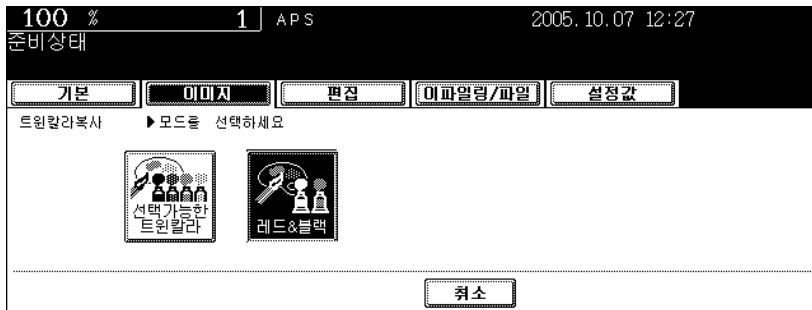 100 % 1 APS 2005.10.07 12:27
준비상태
기본 이미지 편집 이파일링/파일 설정값
트윈칼라복사 ▶모드를 선택하세요
선택가능한
트윈칼라
레드&블랙
취소